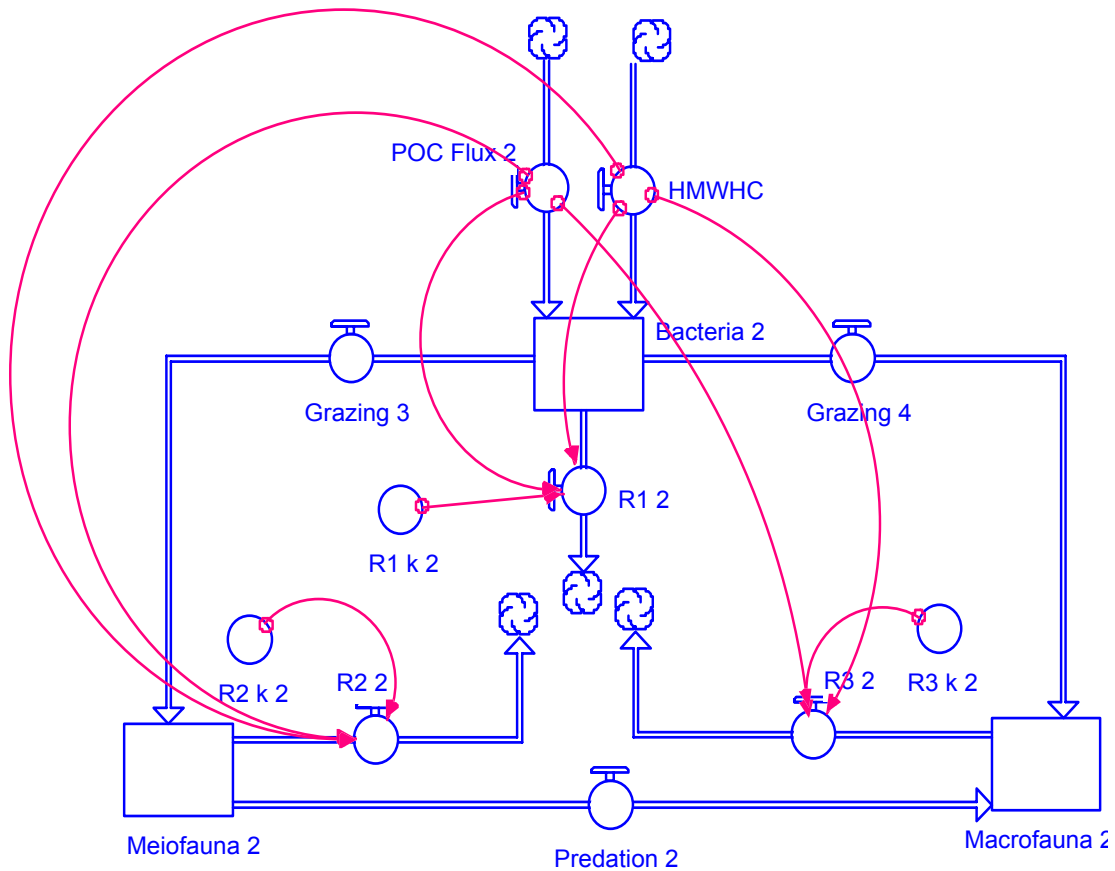 POC Flux 2
HMWHC
Bacteria 2
Grazing 3
Grazing 4
R1 2
R1 k 2
R2 k 2
R2 2
R3 2
R3 k 2
Meiofauna 2
Predation 2
Macrofauna 2